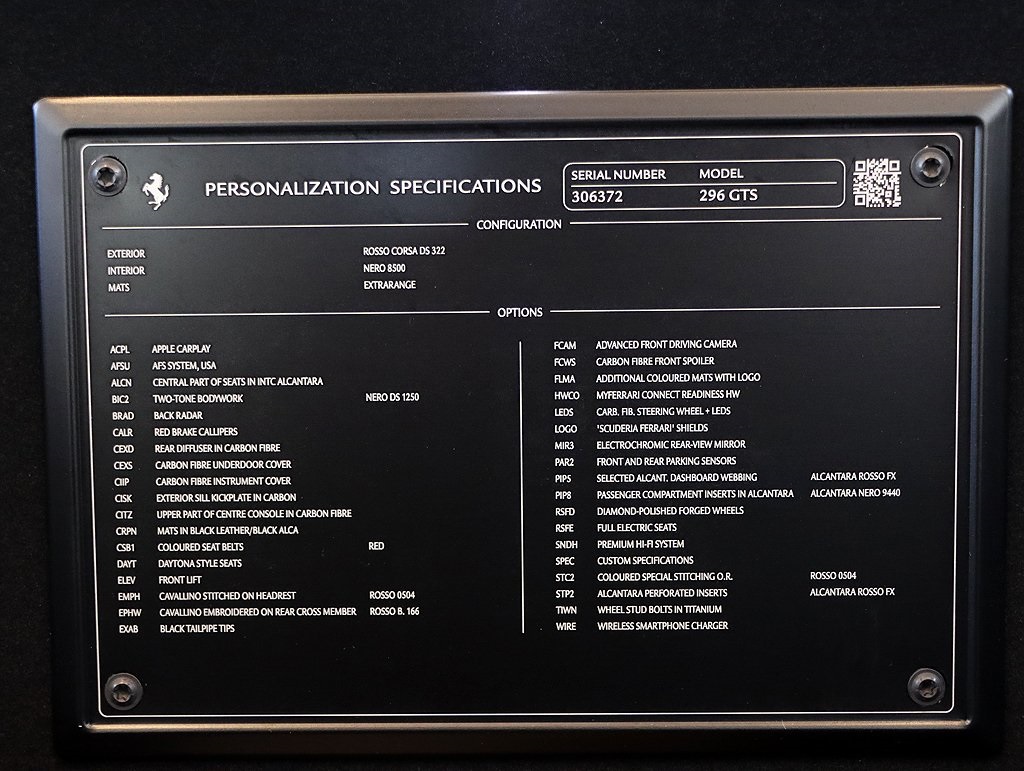 PERSONALIZATION SPECIFICATIONS
SERIAL NUMBER MODEL
306372 296 GTS
CONFIGURATION
EXTERIOR ROSSO CORSA DS 322
INTERIOR NERO 8500
MATS EXTRARANGE
OPTIONS
ACPL APPLE CARPLAY
AFSU AFS SYSTEM, USA
ALCN CENTRAL PART OF SEATS IN INTC ALCANTARA
BIC2 TWO-TONE BODYWORK NERO DS 1250
BRAD BACK RADAR
CALR RED BRAKE CALLIPERS
CEXD REAR DIFFUSER IN CARBON FIBRE
CEXS CARBON FIBRE UNDERDOOR COVER
CIIP CARBON FIBRE INSTRUMENT COVER
CISK EXTERIOR SILL KICKPLATE IN CARBON
CITZ UPPER PART OF CENTRE CONSOLE IN CARBON FIBRE
CRPN MATS IN BLACK LEATHER/BLACK ALCA
CSB1 COLOURED SEAT BELTS RED
DAYT DAYTONA STYLE SEATS
ELEV FRONT LIFT
EMPH CAVALLINO STITCHED ON HEADREST ROSSO 0504
EPHW CAVALLINO EMBROIDERED ON REAR CROSS MEMBER ROSSO B. 166
EXAB BLACK TAILPIPE TIPS
FCAM ADVANCED FRONT DRIVING CAMERA
FCWS CARBON FIBRE FRONT SPOILER
FLMA ADDITIONAL COLOURED MATS WITH LOGO
HWCO MYFERRARI CONNECT READINESS HW
LEDS CARB. FIB. STEERING WHEEL + LEDS
LOGO 'SCUDERIA FERRARI' SHIELDS
MIR3 ELECTROCHROMIC REAR-VIEW MIRROR
PAR2 FRONT AND REAR PARKING SENSORS
PIP5 SELECTED ALCANT. DASHBOARD WEBBING ALCANTARA ROSSO FX
PIP8 PASSENGER COMPARTMENT INSERTS IN ALCANTARA ALCANTARA NERO 9440
RSFD DIAMOND-POLISHED FORGED WHEELS
RSFE FULL ELECTRIC SEATS
SNDH PREMIUM HI-FI SYSTEM
SPEC CUSTOM SPECIFICATIONS
STC2 COLOURED SPECIAL STITCHING O.R. ROSSO 0504
STP2 ALCANTARA PERFORATED INSERTS ALCANTARA ROSSO FX
TIWN WHEEL STUD BOLTS IN TITANIUM
WIRE WIRELESS SMARTPHONE CHARGER